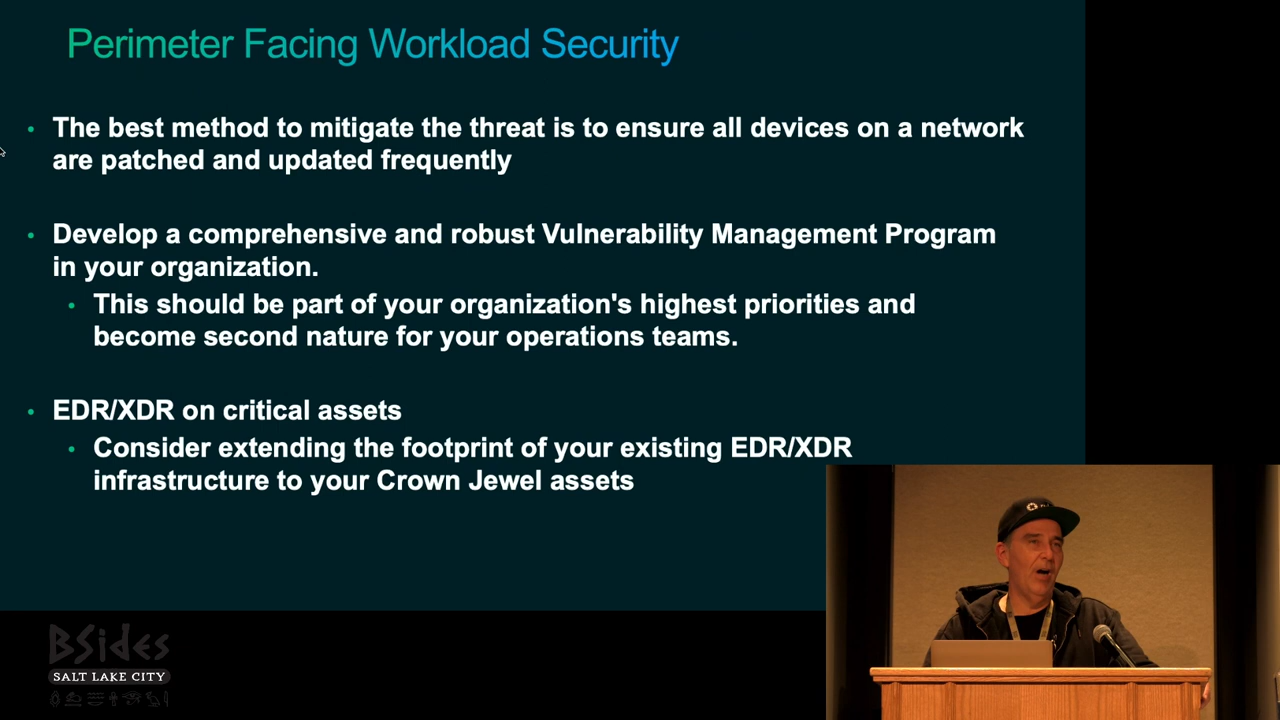 Perimeter Facing Workload Security
• The best method to mitigate the threat is to ensure all devices on a network
are patched and updated frequently
• Develop a comprehensive and robust Vulnerability Management Program
in your organization.
• This should be part of your organization's highest priorities and
become second nature for your operations teams.
• EDR/XDR on critical assets
• Consider extending the footprint of your existing EDR/XDR
infrastructure to your Crown Jewel assets
BSides
SALT LAKE CITY